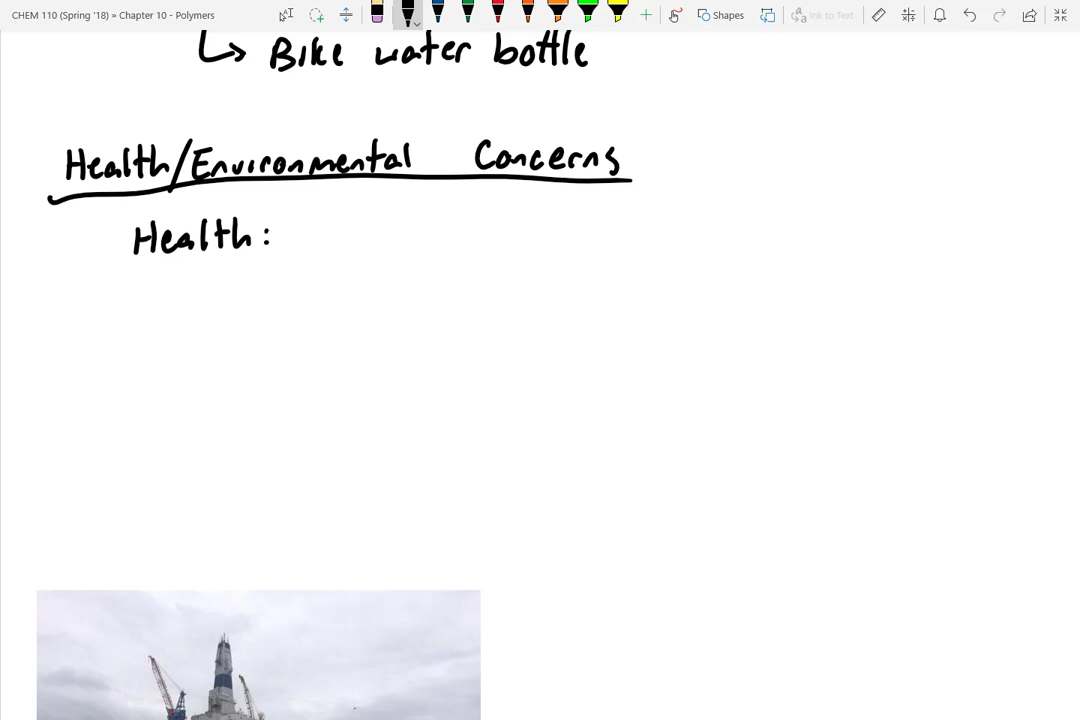 CHEM 110 (Spring '18) » Chapter 10 - Polymers
Shapes
Ink to Text
↳ Bike water bottle
Health/Environmental Concerns
Health: